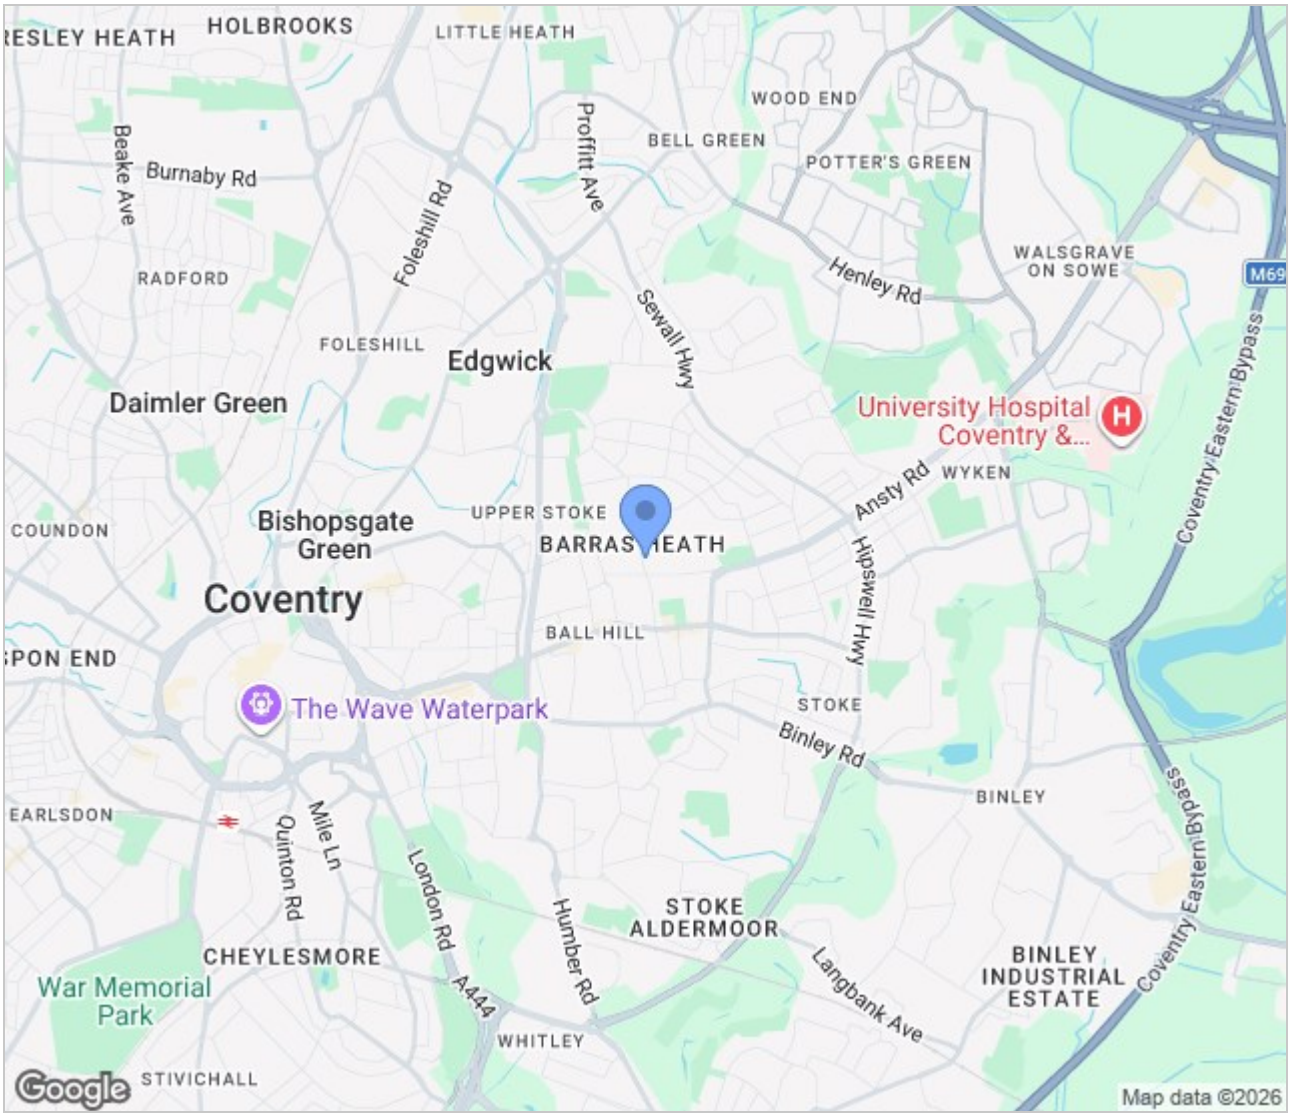 RESLEY HEATH
HOLBROOKS
LITTLE HEATH
WOOD END
BELL GREEN
POTTER'S GREEN
Proffitt Ave
Beake Ave
Burnaby Rd
Foleshill Rd
WALSGRAVE
ON SOWE
M69
RADFORD
Henley Rd
Sewall Hwy
FOLESHILL
Edgwick
Daimler Green
University Hospital
Coventry &...
H
Coventry Eastern Bypass
WYKEN
Ansty Rd
UPPER STOKE
COUNDON
Bishopsgate
Green
BARRAS HEATH
Hipswell Hwy
Coventry
BALL HILL
SPON END
The Wave Waterpark
STOKE
Binley Rd
BINLEY
Coventry Eastern Bypass
EARLSDON
Mile Ln
Quinton Rd
London Rd
STOKE
ALDERMOOR
Humber Rd
CHEYLESMORE
Langbank Ave
BINLEY
INDUSTRIAL
ESTATE
War Memorial
Park
A444
WHITLEY
STIVICHALL
Google
Map data ©2026